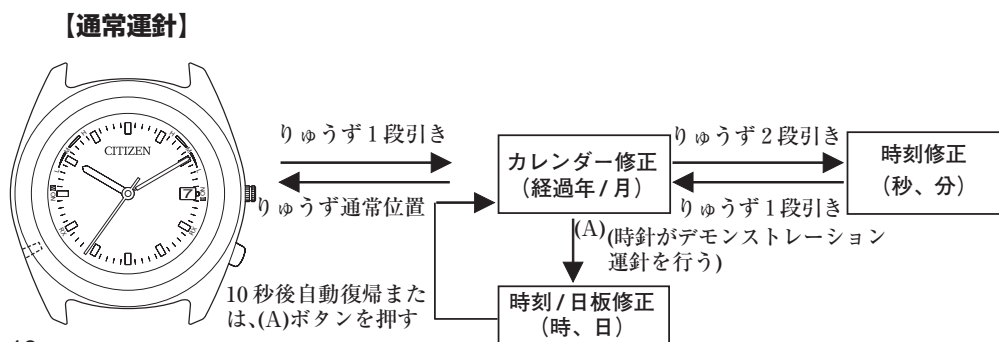 【通常運針】
CITIZEN
7
りゅうず1段引き
りゅうず通常位置
カレンダー修正
（経過年/月）
りゅうず2段引き
りゅうず1段引き
時刻修正
（秒、分）
(A)
(時針がデモンストレーション
運針を行う)
10秒後自動復帰また
は、(A)ボタンを押す
時刻/日板修正
（時、日）